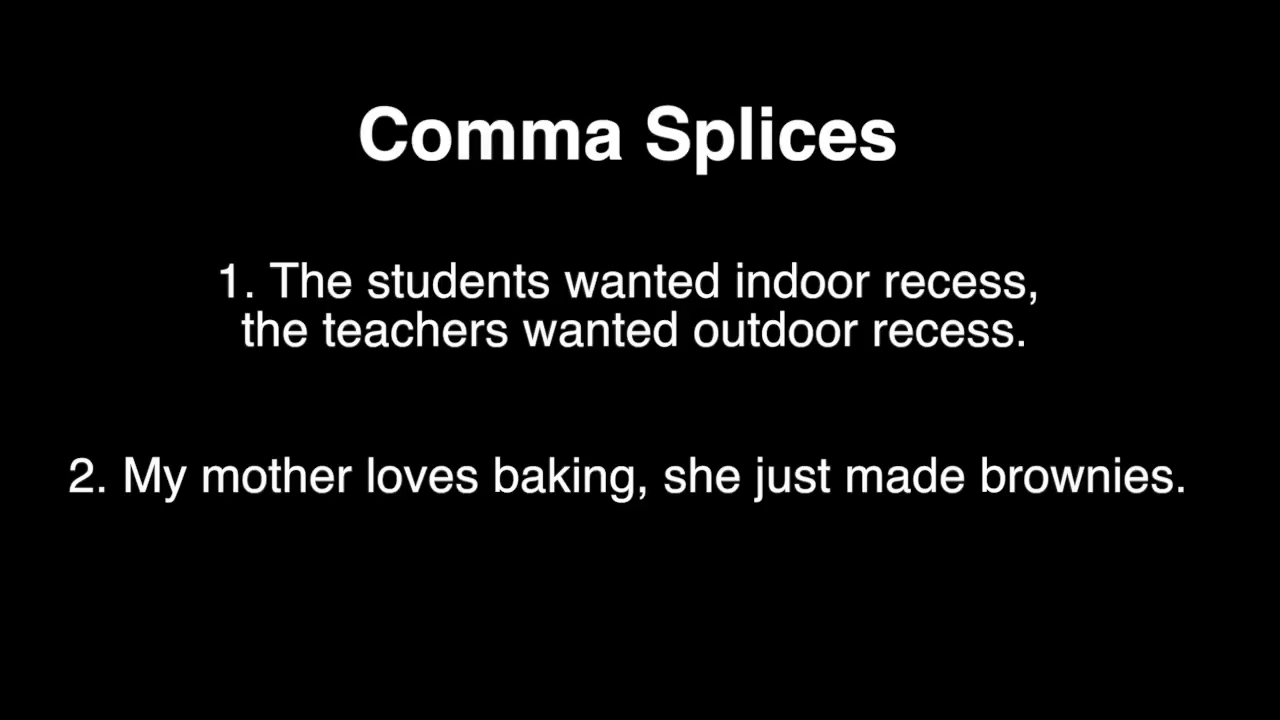 Comma Splices
1. The students wanted indoor recess,
the teachers wanted outdoor recess.
2. My mother loves baking, she just made brownies.